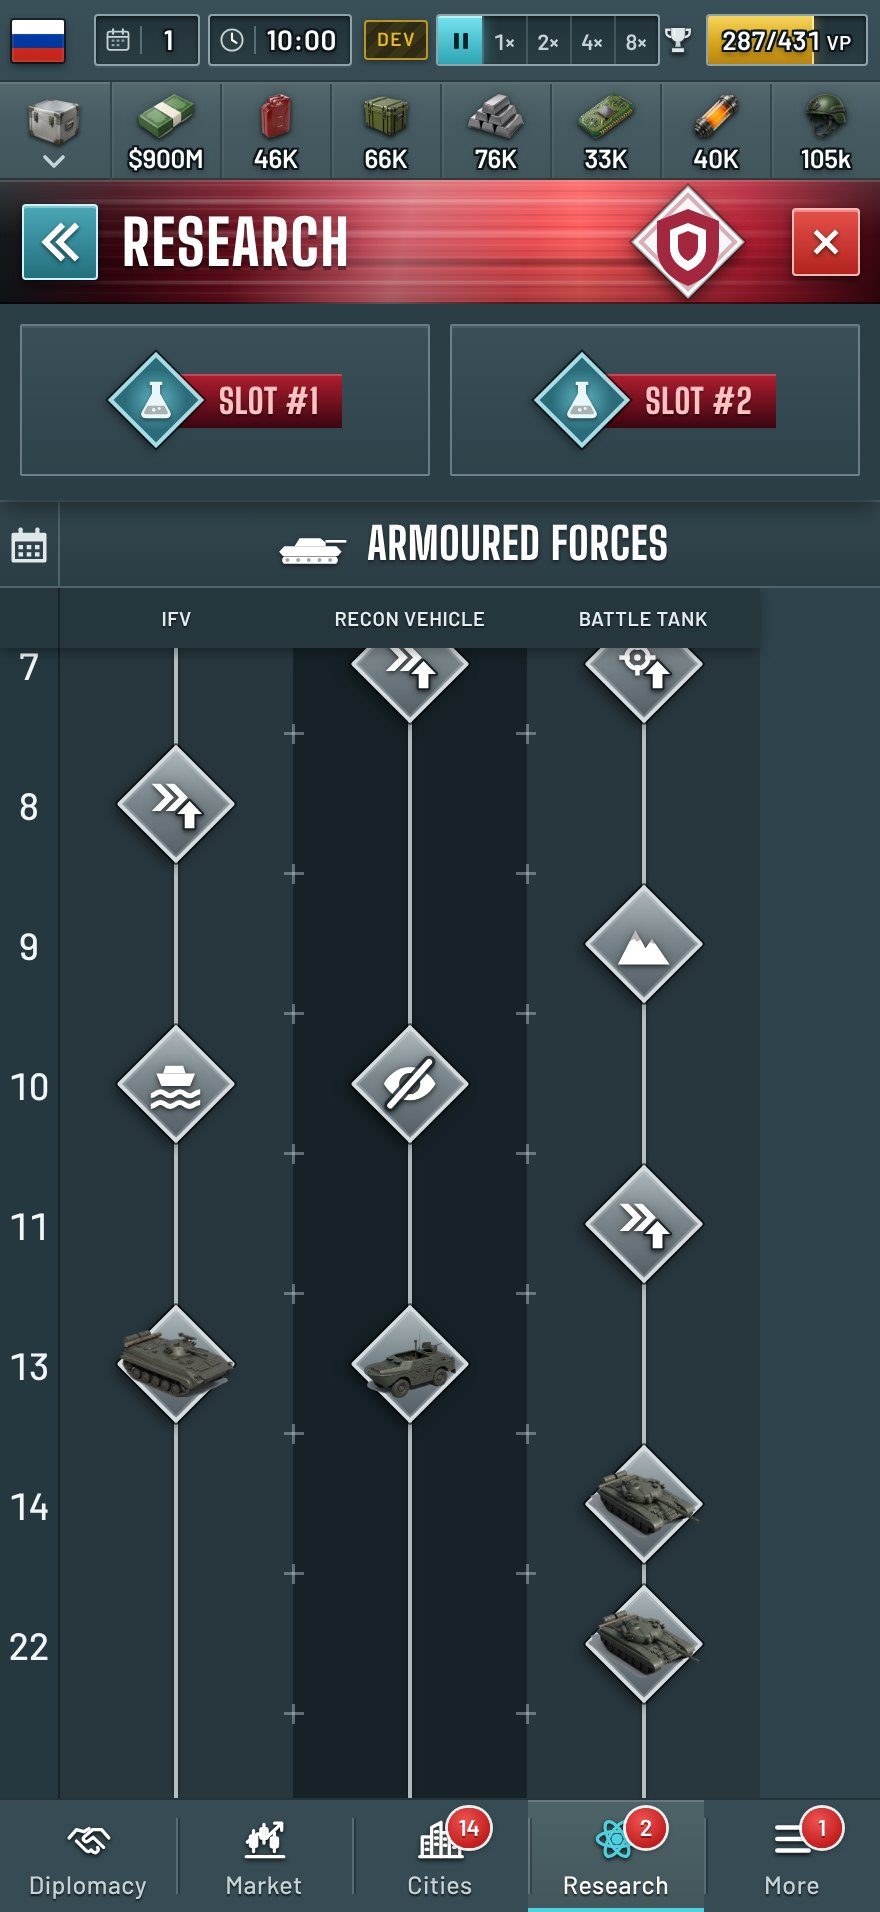 1
10:00
DEV
1×
2×
4×
8×
287/431 VP
$900M
46K
66K
76K
33K
40K
105k
RESEARCH
SLOT #1
SLOT #2
ARMOURED FORCES
IFV
RECON VEHICLE
BATTLE TANK
7
8
9
10
11
13
14
22
14
2
1
Diplomacy
Market
Cities
Research
More